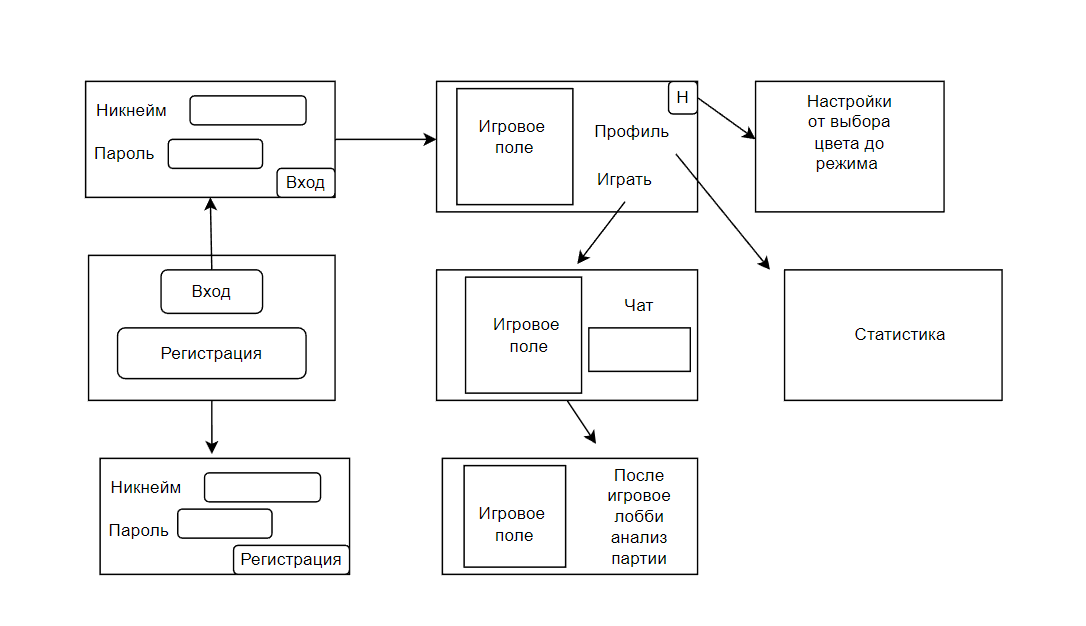 Никнейм
Пароль
Вход
Игровое
поле
Н
Профиль
Играть
Настройки
от выбора
цвета до
режима
Вход
Регистрация
Игровое
поле
Чат
Статистика
Никнейм
Пароль
Регистрация
Игровое
поле
После
игровое
лобби
анализ
партии